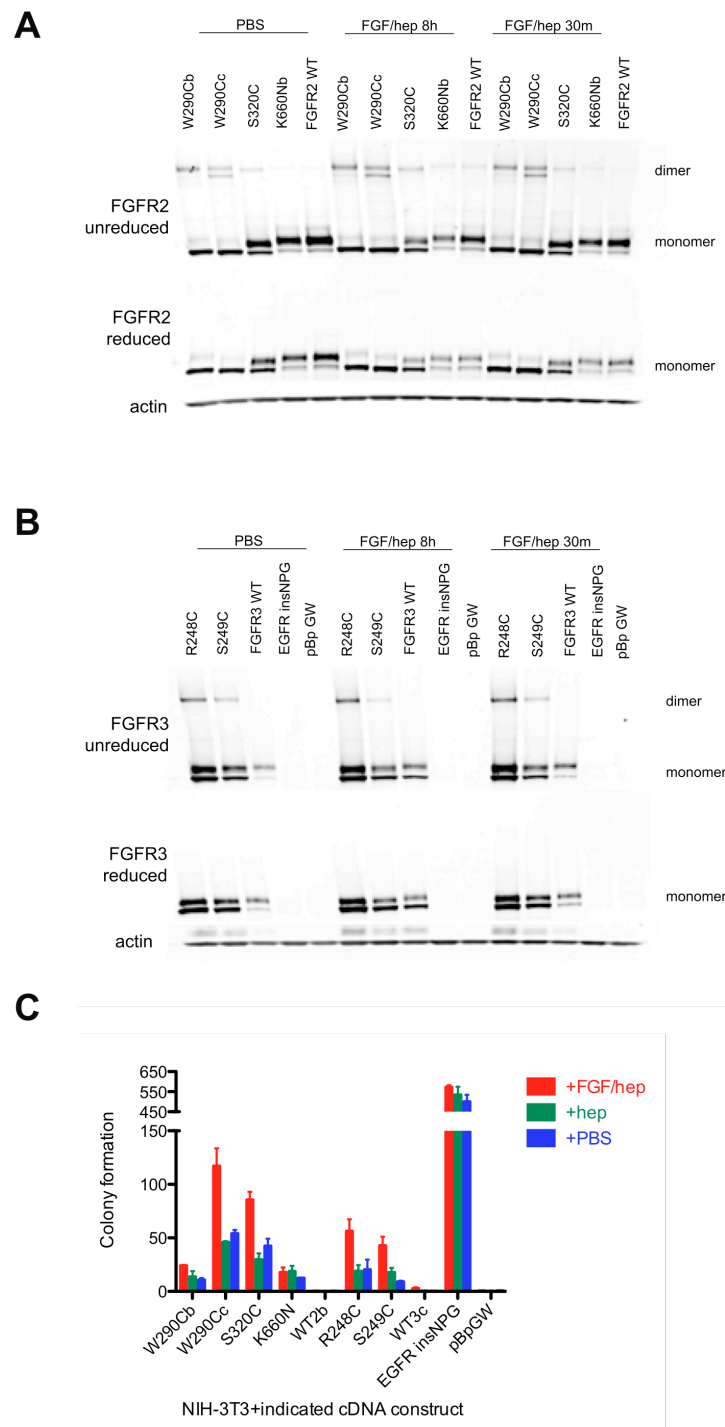 A
PBS FGF/hep 8h FGF/hep 30m
W290Cb W290Cc S320C K660Nb FGFR2 WT W290Cb W290Cc S320C K660Nb FGFR2 WT W290Cb W290Cc S320C K660Nb FGFR2 WT
dimer
FGFR2
unreduced
monomer
FGFR2
reduced
monomer
actin
B
PBS FGF/hep 8h FGF/hep 30m
R248C S249C FGFR3 WT EGFR insNPG pBp GW R248C S249C FGFR3 WT EGFR insNPG pBp GW R248C S249C FGFR3 WT EGFR insNPG pBp GW
dimer
FGFR3
unreduced
monomer
FGFR3
reduced
monomer
actin
C
Colony formation
650
550
450
150
100
50
0
+FGF/hep
+hep
+PBS
W290Cb W290Cc S320C K660N WT2b R248C S249C WT3c EGFR insNPG pBpGW
NIH-3T3+indicated cDNA construct